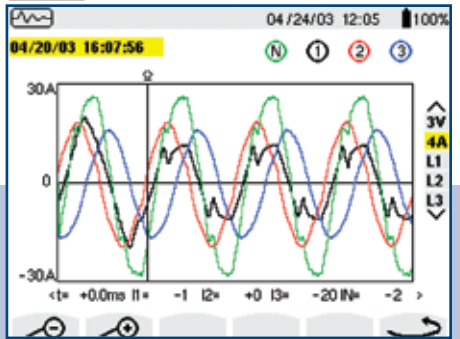 04/24/03 12:05 100%
04/20/03 16:07:56 N 1 2 3
30A
3V
4A
0 L1
L2
L3
-30A
<t= +0.0ms I1= -1 I2= +0 I3= -20 IN= -2 >